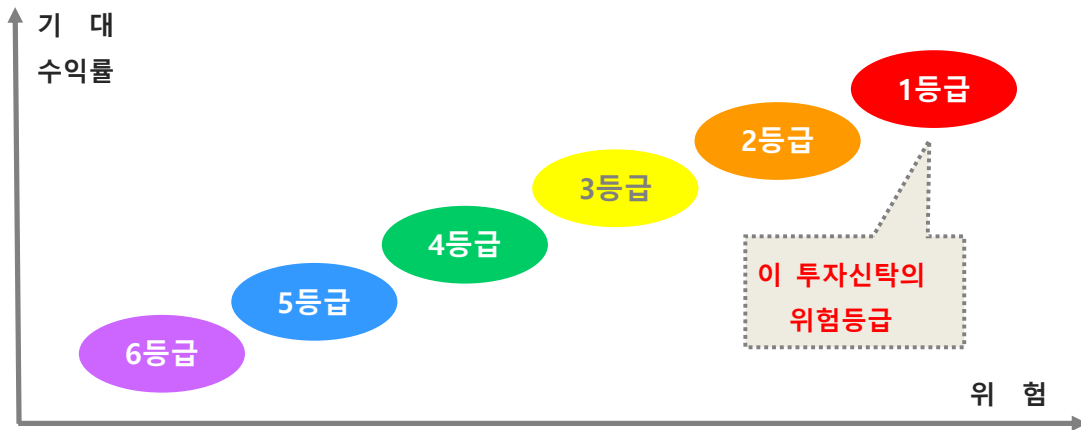 기 대
수익률
1등급
2등급
3등급
4등급
5등급
6등급
이 투자신탁의
위험등급
위 험